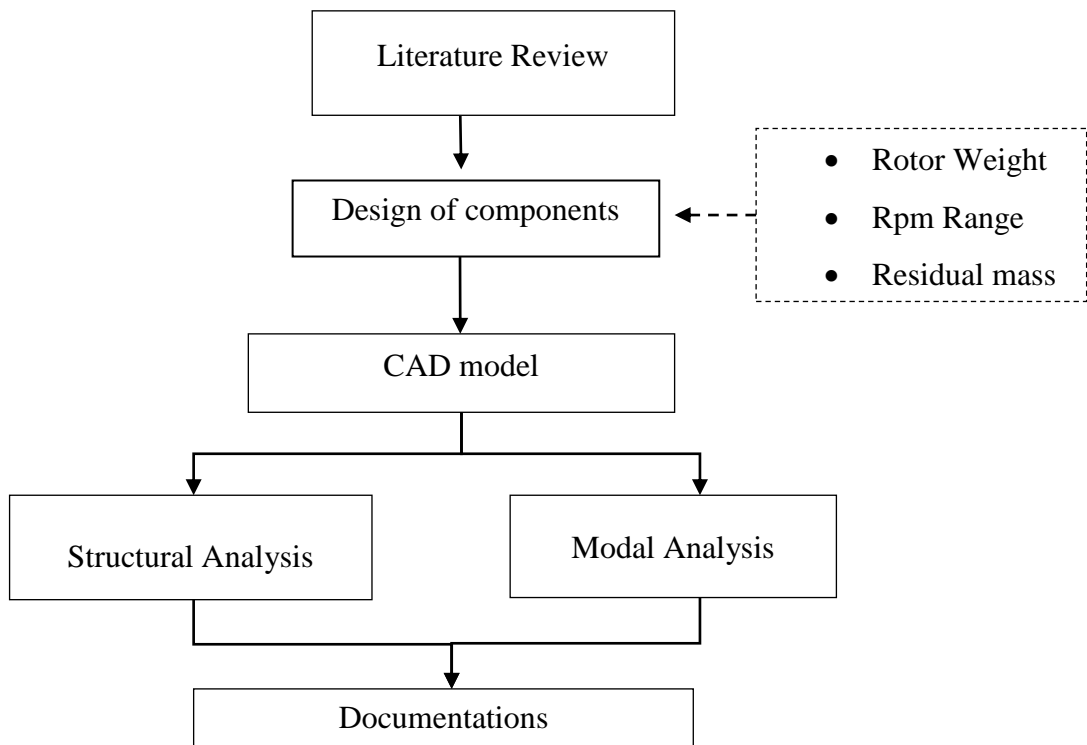 Literature Review
Design of components
• Rotor Weight
• Rpm Range
• Residual mass
CAD model
Structural Analysis
Modal Analysis
Documentations